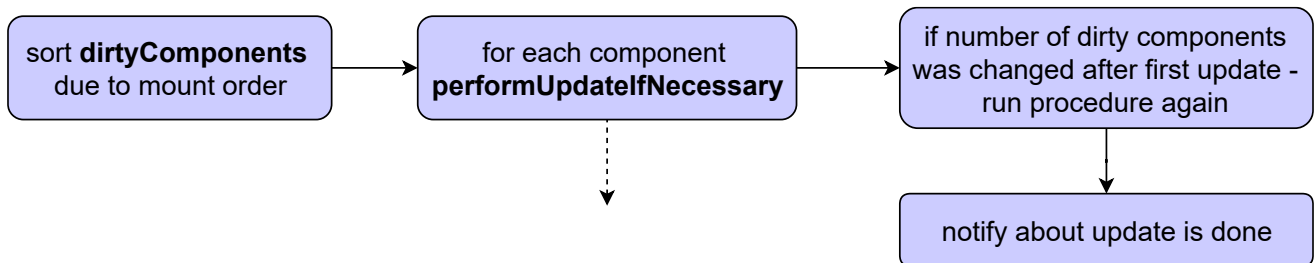 sort dirtyComponents
due to mount order
for each component
performUpdateIfNecessary
if number of dirty components
was changed after first update -
run procedure again
notify about update is done